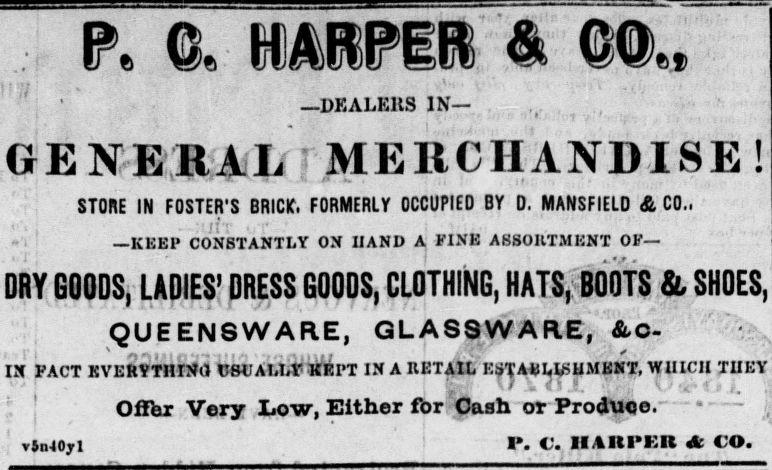 P. C. HARPER & CO.,
—DEALERS IN—
GENERAL MERCHANDISE!
STORE IN FOSTER'S BRICK, FORMERLY OCCUPIED BY D. MANSFIELD & CO.,
—KEEP CONSTANTLY ON HAND A FINE ASSORTMENT OF—
DRY GOODS, LADIES' DRESS GOODS, CLOTHING, HATS, BOOTS & SHOES,
QUEENSWARE, GLASSWARE, &c-
IN FACT EVERYTHING USUALLY KEPT IN A RETAIL ESTABLISHMENT, WHICH THEY
Offer Very Low, Either for Cash or Produce.
v5n40y1 P. C. HARPER & CO.